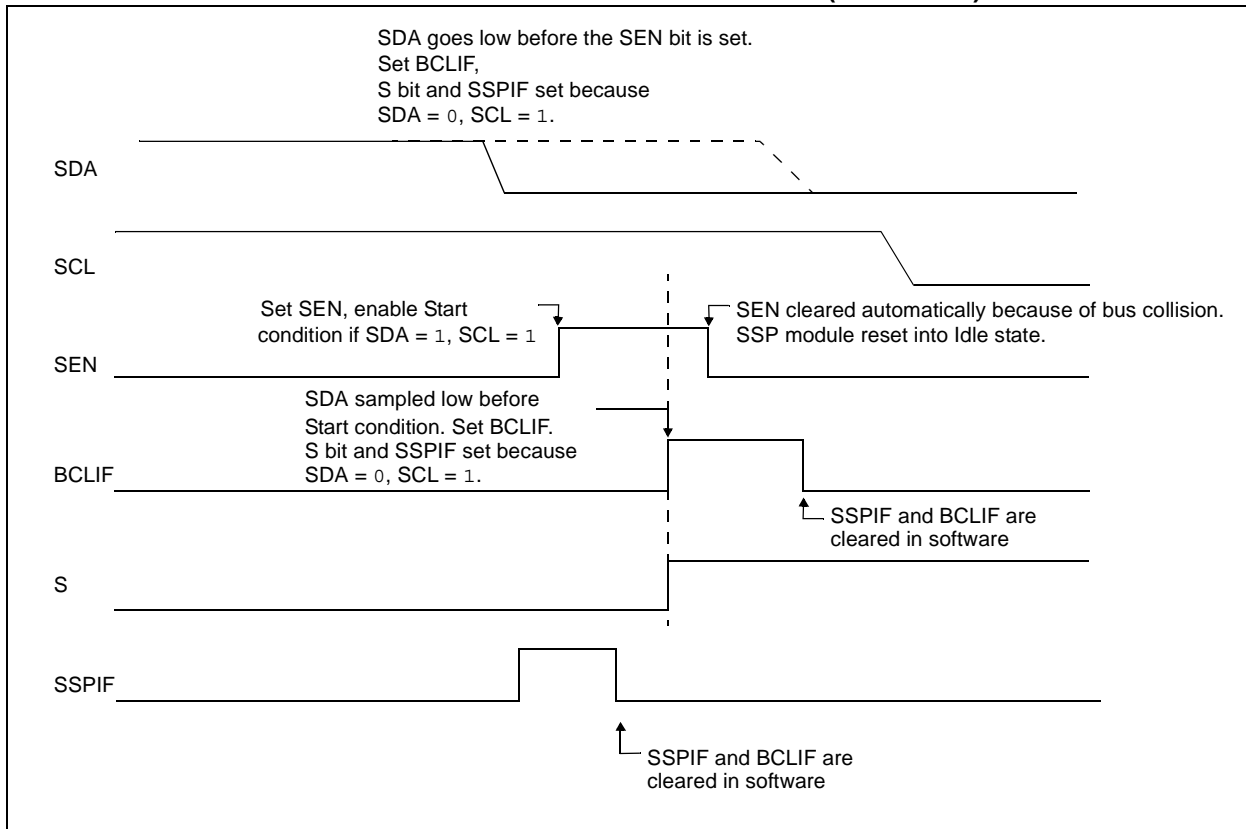 SDA goes low before the SEN bit is set.
Set BCLIF,
S bit and SSPIF set because
SDA = 0, SCL = 1.
SDA
SCL
Set SEN, enable Start
condition if SDA = 1, SCL = 1
SEN cleared automatically because of bus collision.
SSP module reset into Idle state.
SEN
SDA sampled low before
Start condition. Set BCLIF.
S bit and SSPIF set because
SDA = 0, SCL = 1.
BCLIF
SSPIF and BCLIF are
cleared in software
S
SSPIF
SSPIF and BCLIF are
cleared in software